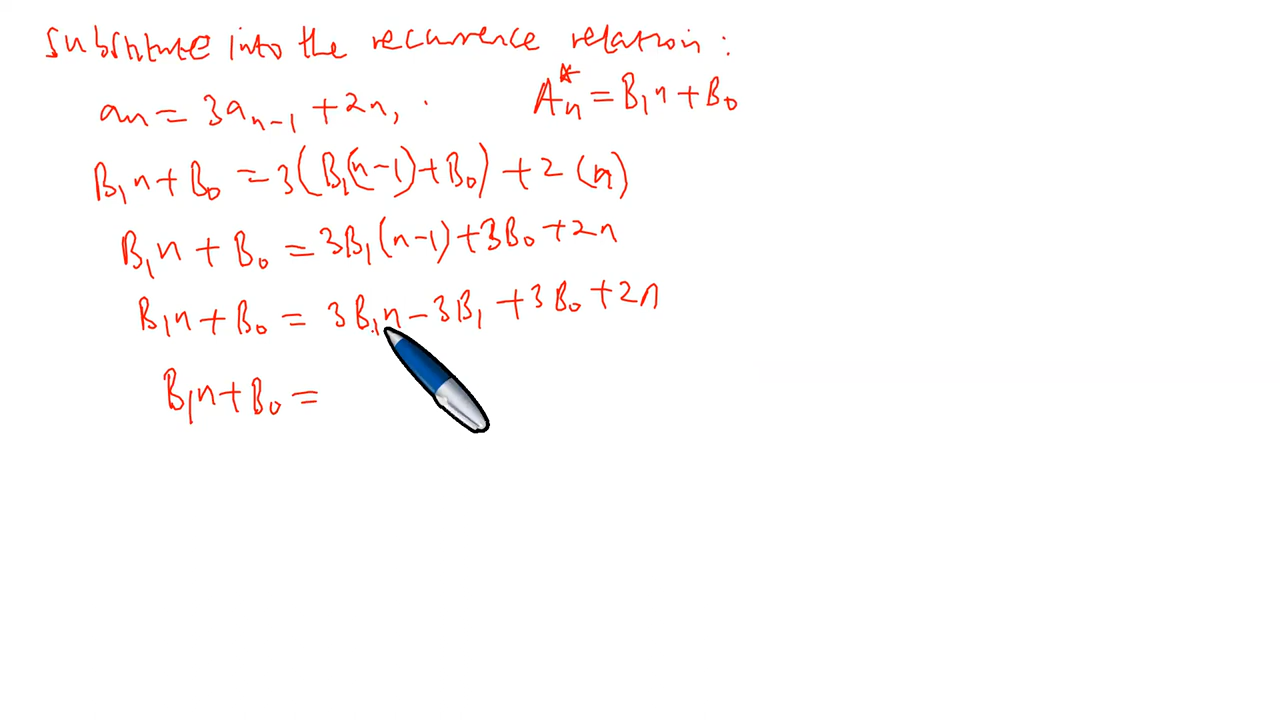 substitute into the recurrence relation:
aₙ = 3aₙ₋₁ + 2n, Aₙ* = B₁n + B₀
B₁n + B₀ = 3(B₁(n-1) + B₀) + 2(n)
B₁n + B₀ = 3B₁(n-1) + 3B₀ + 2n
B₁n + B₀ = 3B₁n - 3B₁ + 3B₀ + 2n
B₁n + B₀ =